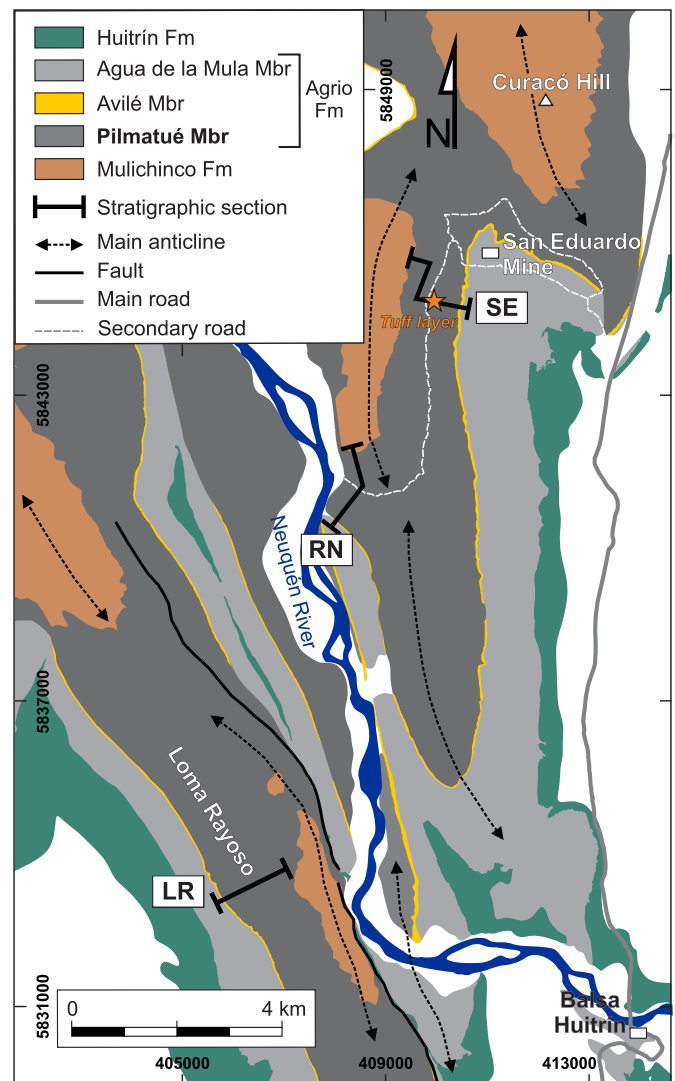 Huitrín Fm
Agua de la Mula Mbr
Avilé Mbr
Agrio
Fm
Pilmatué Mbr
Mulichinco Fm
Stratigraphic section
Main anticline
Fault
Main road
Secondary road
5849000
N
Curacó Hill
San Eduardo
Mine
SE
Tuff layer
5843000
RN
Neuquén River
5837000
Loma Rayoso
LR
5831000
0
4 km
Balsa
Huitrín
405000
409000
413000